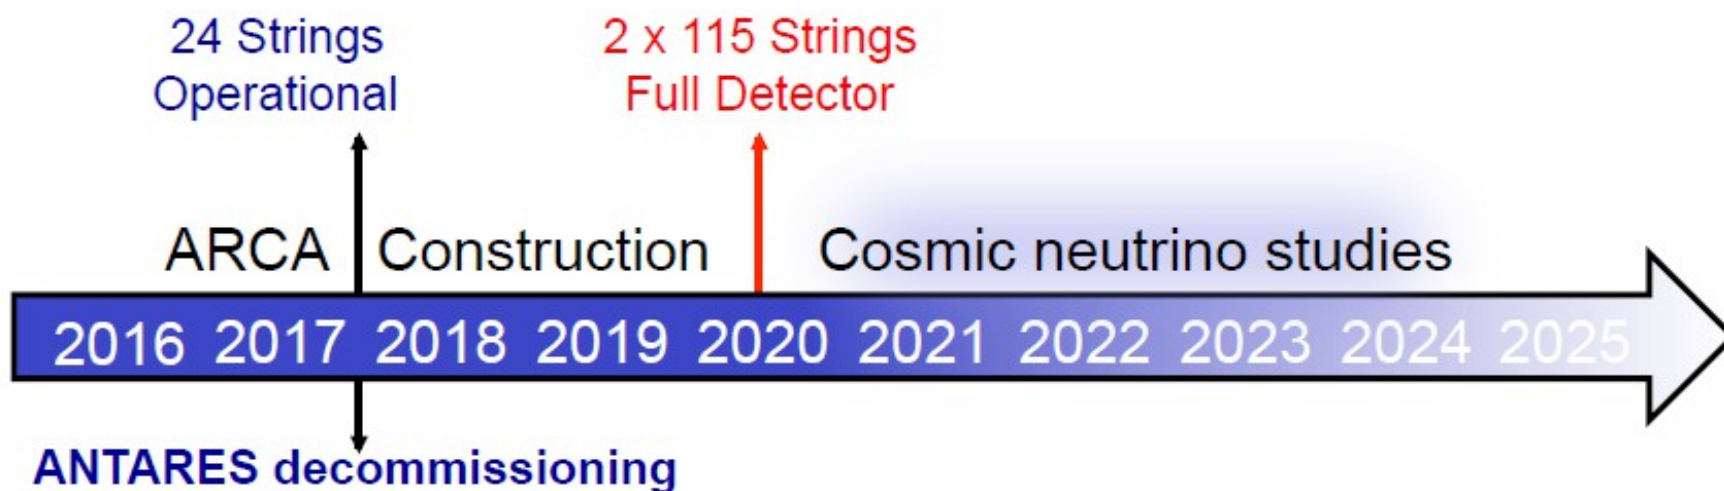 24 Strings
Operational
2 x 115 Strings
Full Detector
ARCA Construction
Cosmic neutrino studies
2016 2017 2018 2019 2020 2021 2022 2023 2024 2025
ANTARES decommissioning